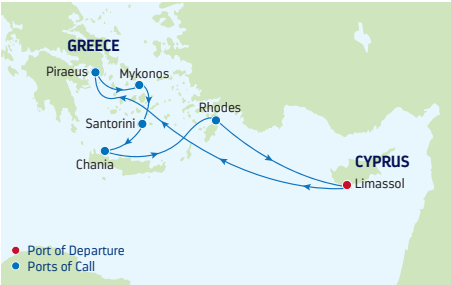 GREECE
Piraeus
Mykonos
Santorini
Rhodes
Chania
CYPRUS
Limassol
Port of Departure
Ports of Call